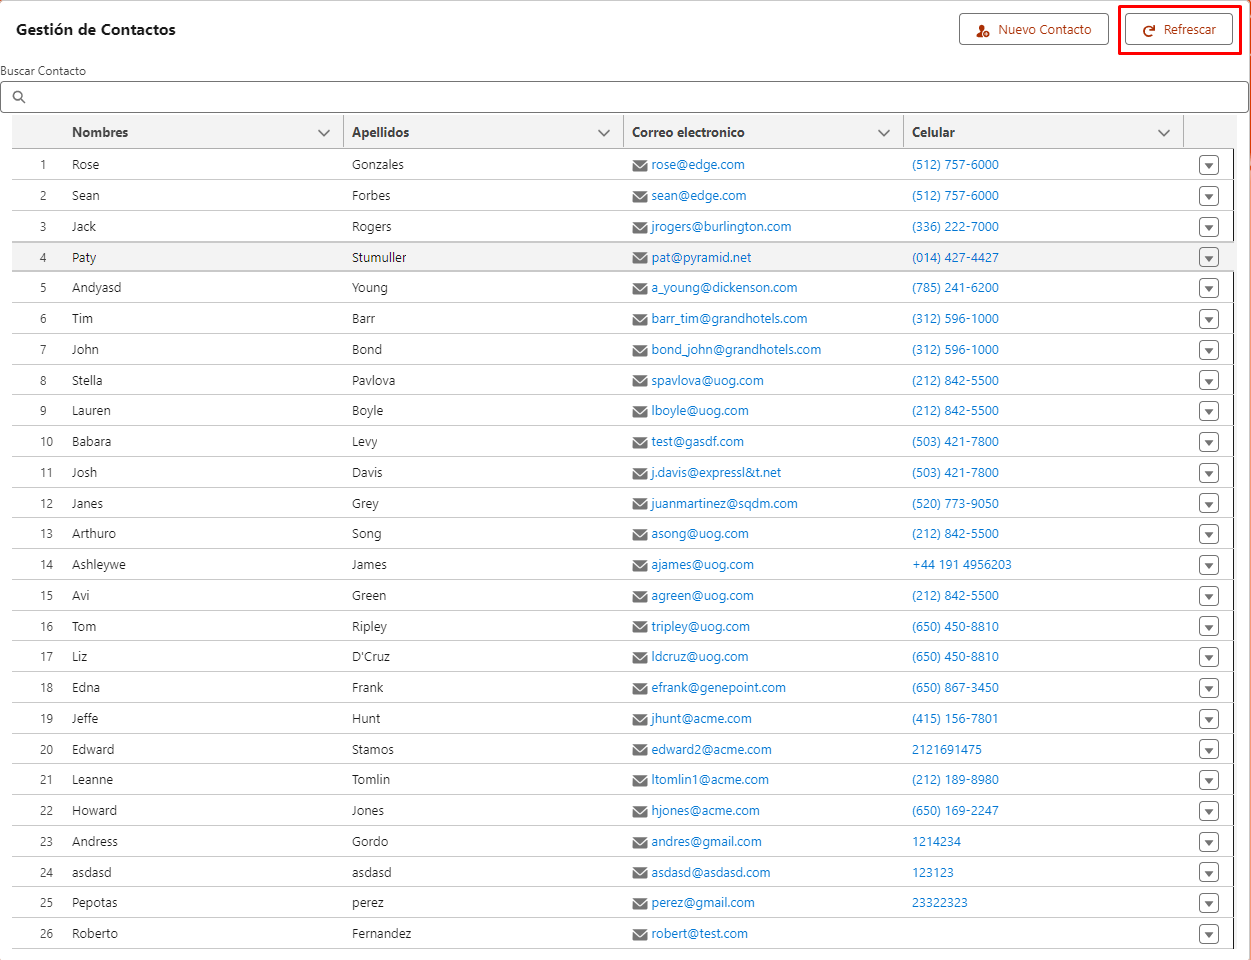 Gestión de Contactos
Nuevo Contacto
Refrescar
Buscar Contacto
Nombres Apellidos Correo electronico Celular
1 Rose Gonzales rose@edge.com (512) 757-6000
2 Sean Forbes sean@edge.com (512) 757-6000
3 Jack Rogers jrogers@burlington.com (336) 222-7000
4 Paty Stumuller pat@pyramid.net (014) 427-4427
5 Andyasd Young a_young@dickenson.com (785) 241-6200
6 Tim Barr barr_tim@grandhotels.com (312) 596-1000
7 John Bond bond_john@grandhotels.com (312) 596-1000
8 Stella Pavlova spavlova@uog.com (212) 842-5500
9 Lauren Boyle lboyle@uog.com (212) 842-5500
10 Babara Levy test@gasdf.com (503) 421-7800
11 Josh Davis j.davis@expressl&t.net (503) 421-7800
12 Janes Grey juanmartinez@sqdm.com (520) 773-9050
13 Arthuro Song asong@uog.com (212) 842-5500
14 Ashleywe James ajames@uog.com +44 191 4956203
15 Avi Green agreen@uog.com (212) 842-5500
16 Tom Ripley tripley@uog.com (650) 450-8810
17 Liz D'Cruz ldcruz@uog.com (650) 450-8810
18 Edna Frank efrank@genepoint.com (650) 867-3450
19 Jeffe Hunt jhunt@acme.com (415) 156-7801
20 Edward Stamos edward2@acme.com 2121691475
21 Leanne Tomlin ltomlin1@acme.com (212) 189-8980
22 Howard Jones hjones@acme.com (650) 169-2247
23 Andress Gordo andres@gmail.com 1214234
24 asdasd asdasd asdasd@asdasd.com 123123
25 Pepotas perez perez@gmail.com 23322323
26 Roberto Fernandez robert@test.com